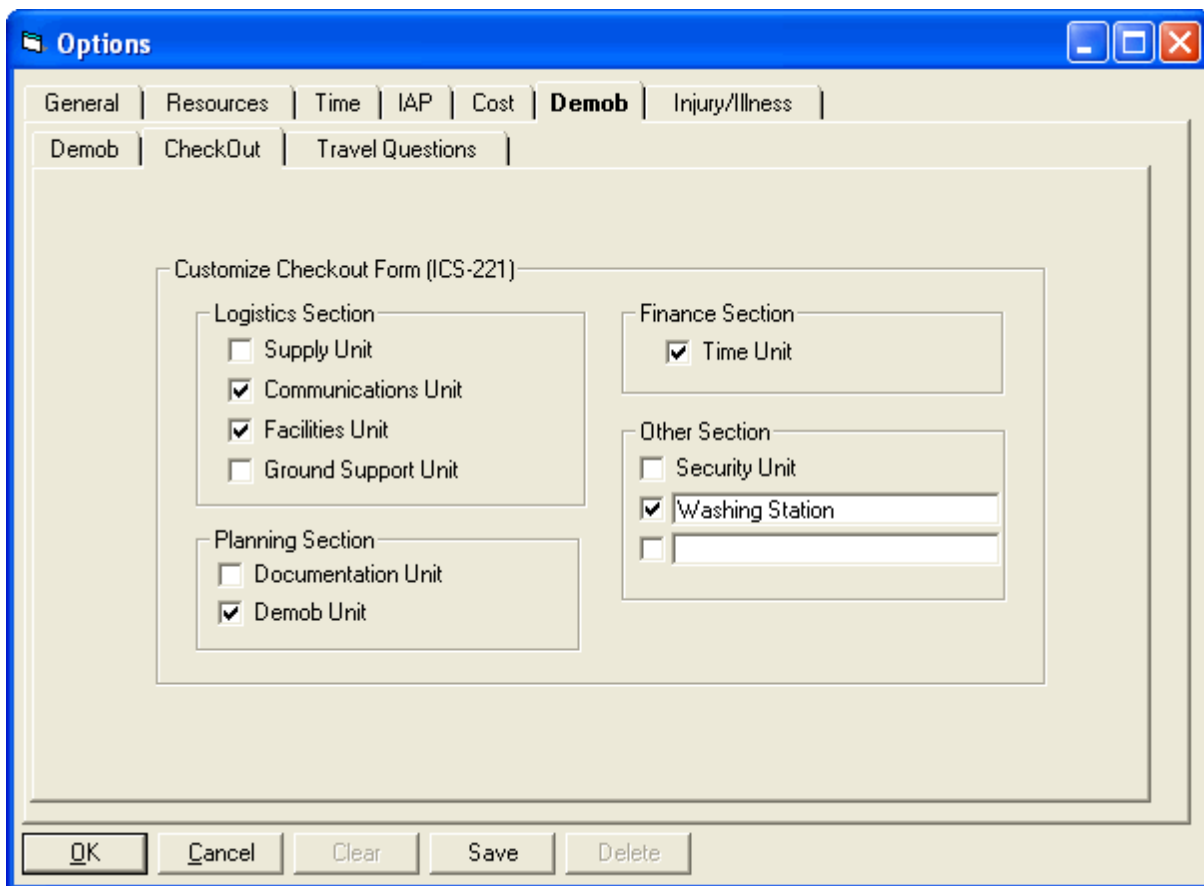 Options
General Resources Time IAP Cost Demob Injury/Illness
Demob CheckOut Travel Questions
Customize Checkout Form (ICS-221)
Logistics Section
Supply Unit
Communications Unit
Facilities Unit
Ground Support Unit
Planning Section
Documentation Unit
Demob Unit
Finance Section
Time Unit
Other Section
Security Unit
Washing Station
OK Cancel Clear Save Delete